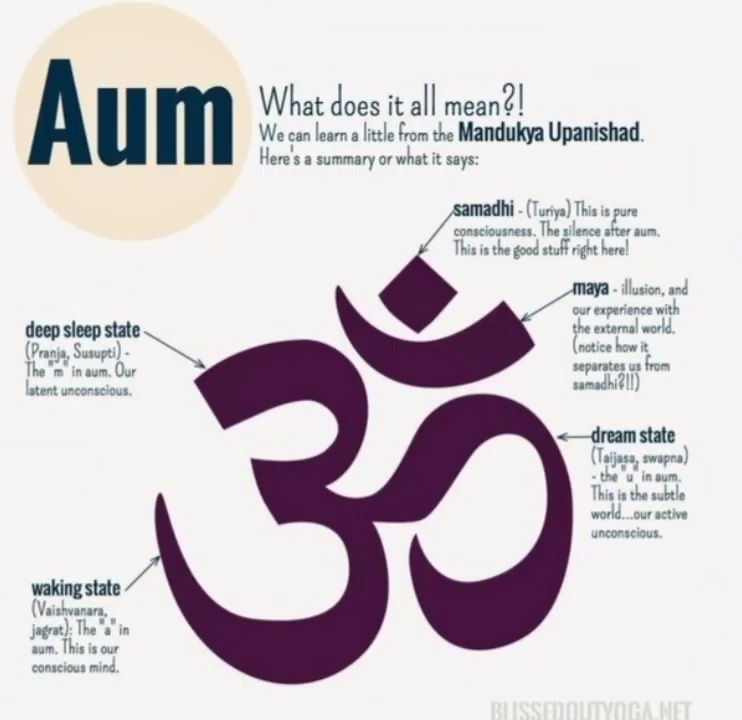 Aum
What does it all mean?!
We can learn a little from the Mandukya Upanishad.
Here's a summary or what it says:
samadhi - (Turiya) This is pure
consciousness. The silence after aum.
This is the good stuff right here!
maya - illusion, and
our experience with
the external world.
(notice how it
separates us from
samadhi?!!)
deep sleep state
(Pranja, Susupti) -
The "m" in aum. Our
latent unconscious.
dream state
(Taijasa, swapna)
- the "u" in aum.
This is the subtle
world...our active
unconscious.
waking state
(Vaishvanara,
jagrat): The "a" in
aum. This is our
conscious mind.
BLISSEDOUTYOGA.NET